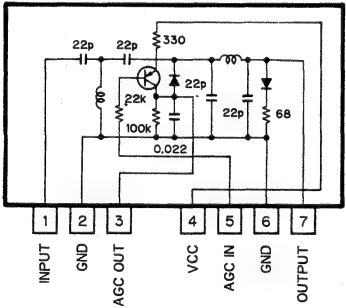 330
22p 22p
22k
22p
100k
22p
68
0.022
1 2 3 4 5 6 7
INPUT
GND
AGC OUT
VCC
AGC IN
GND
OUTPUT